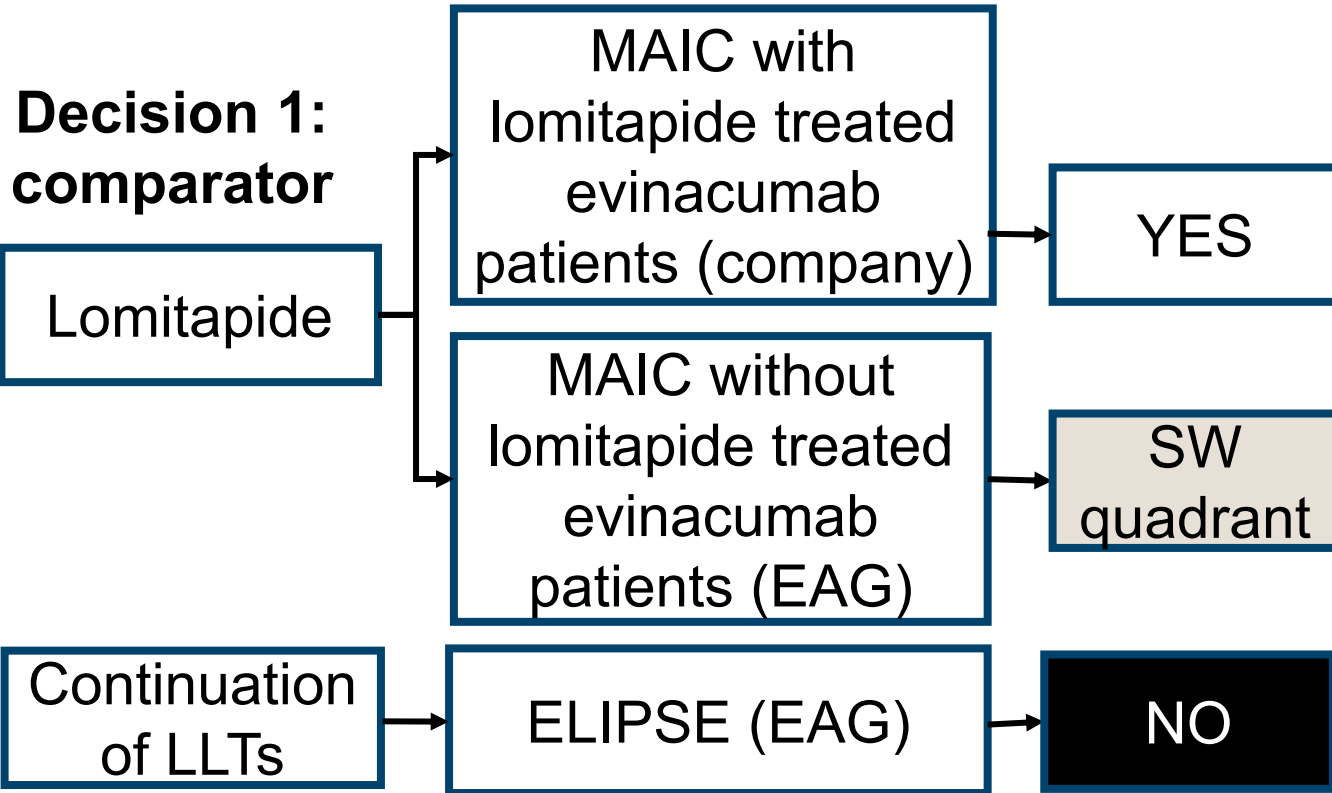 Decision 1:
comparator
Lomitapide
MAIC with
lomitapide treated
evinacumab
patients (company)
YES
MAIC without
lomitapide treated
evinacumab
patients (EAG)
SW
quadrant
Continuation
of LLTs
ELIPSE (EAG)
NO